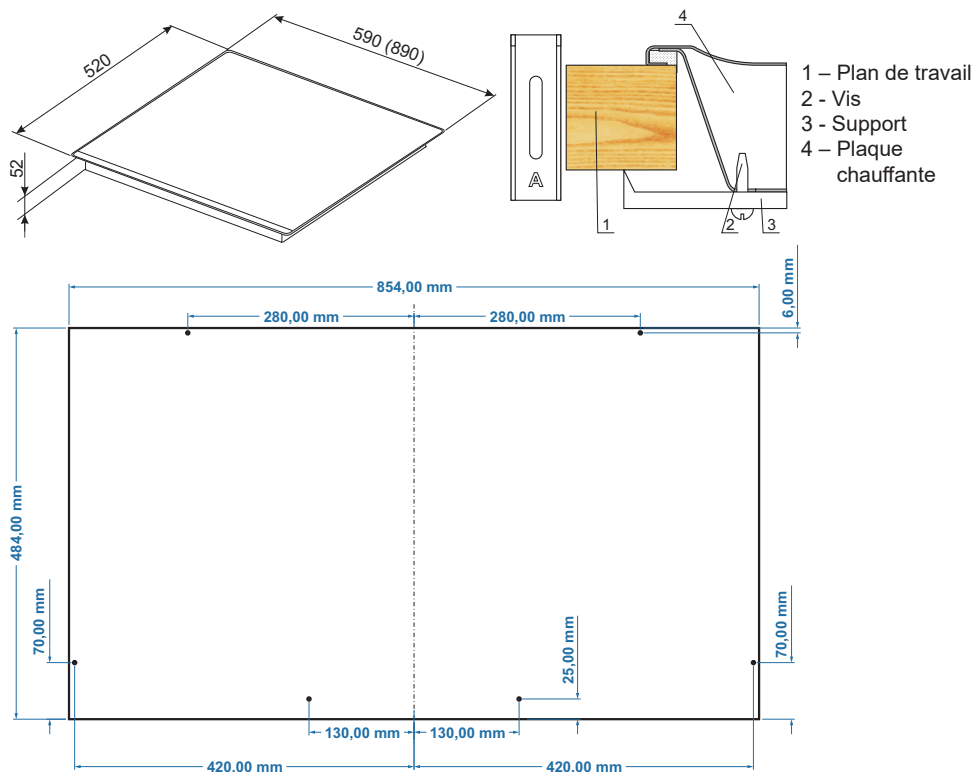 520
590 (890)
52
4
A
1
2
3
1 – Plan de travail
2 - Vis
3 - Support
4 – Plaque
chauffante
854,00 mm
280,00 mm
280,00 mm
6,00 mm
484,00 mm
70,00 mm
25,00 mm
70,00 mm
130,00 mm
130,00 mm
420,00 mm
420,00 mm